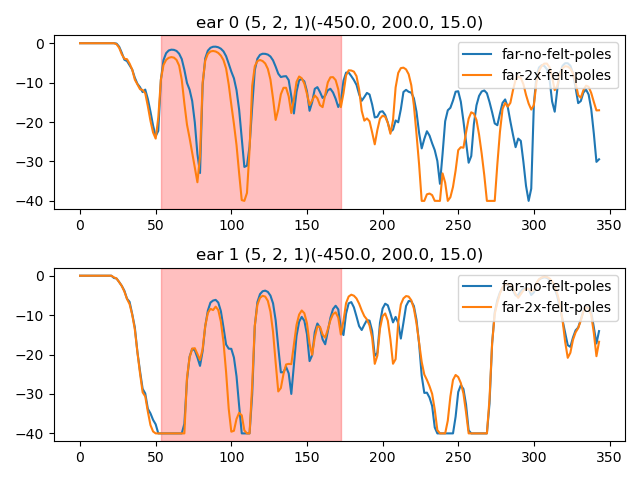 ear 0 (5, 2, 1)(-450.0, 200.0, 15.0)
0
−10
−20
−30
−40
far-no-felt-poles
far-2x-felt-poles
0 50 100 150 200 250 300 350
ear 1 (5, 2, 1)(-450.0, 200.0, 15.0)
0
−10
−20
−30
−40
far-no-felt-poles
far-2x-felt-poles
0 50 100 150 200 250 300 350